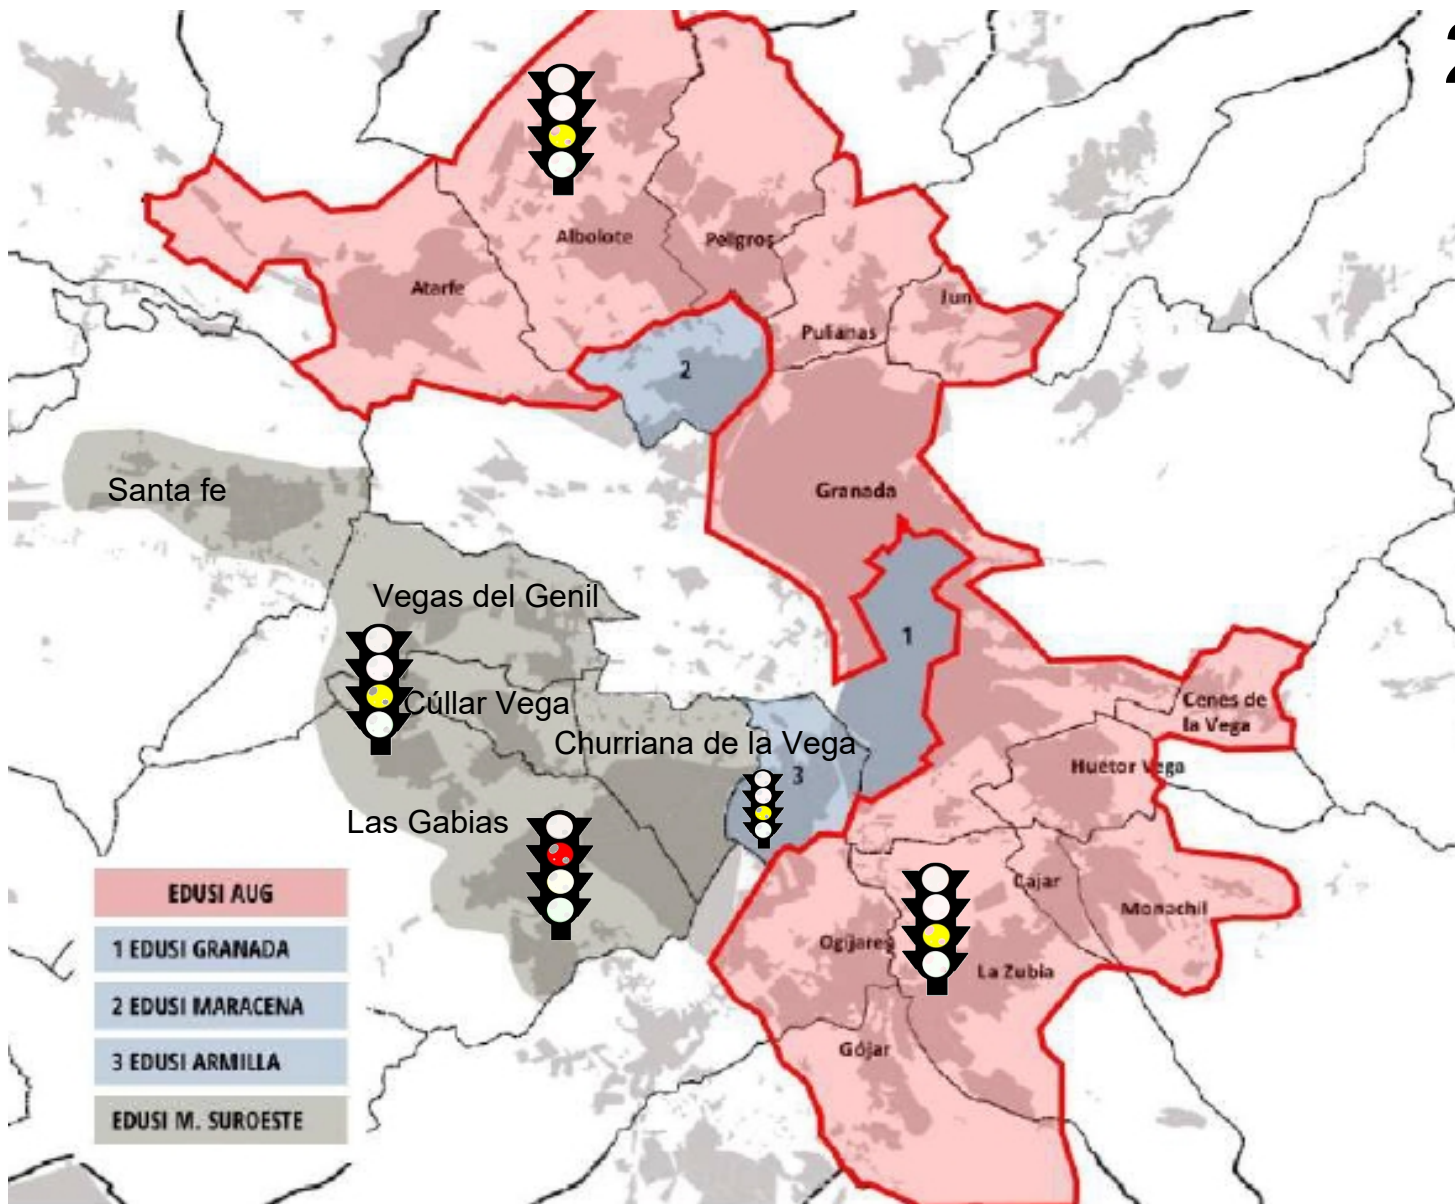 2
Albolote
Peligros
Atarfe
Jun
Pulianas
2
Santa fe
Granada
Vegas del Genil
1
Cúllar Vega
Cenes de
la Vega
Churriana de la Vega
3
Huetor Vega
Las Gabias
Cajar
Monachil
Ogijares
La Zubia
Gójar
EDUSI AUG
1 EDUSI GRANADA
2 EDUSI MARACENA
3 EDUSI ARMILLA
EDUSI M. SUROESTE